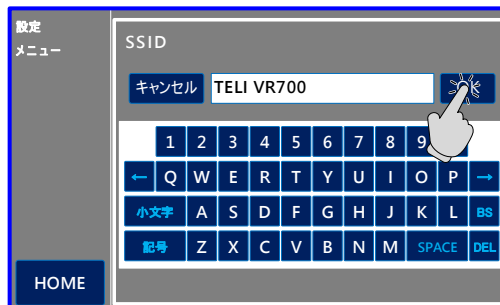 設定
メニュー
SSID
キャンセル TELI VR700
1 2 3 4 5 6 7 8 9
← Q W E R T Y U I O P →
小文字 A S D F G H J K L BS
記号 Z X C V B N M SPACE DEL
HOME